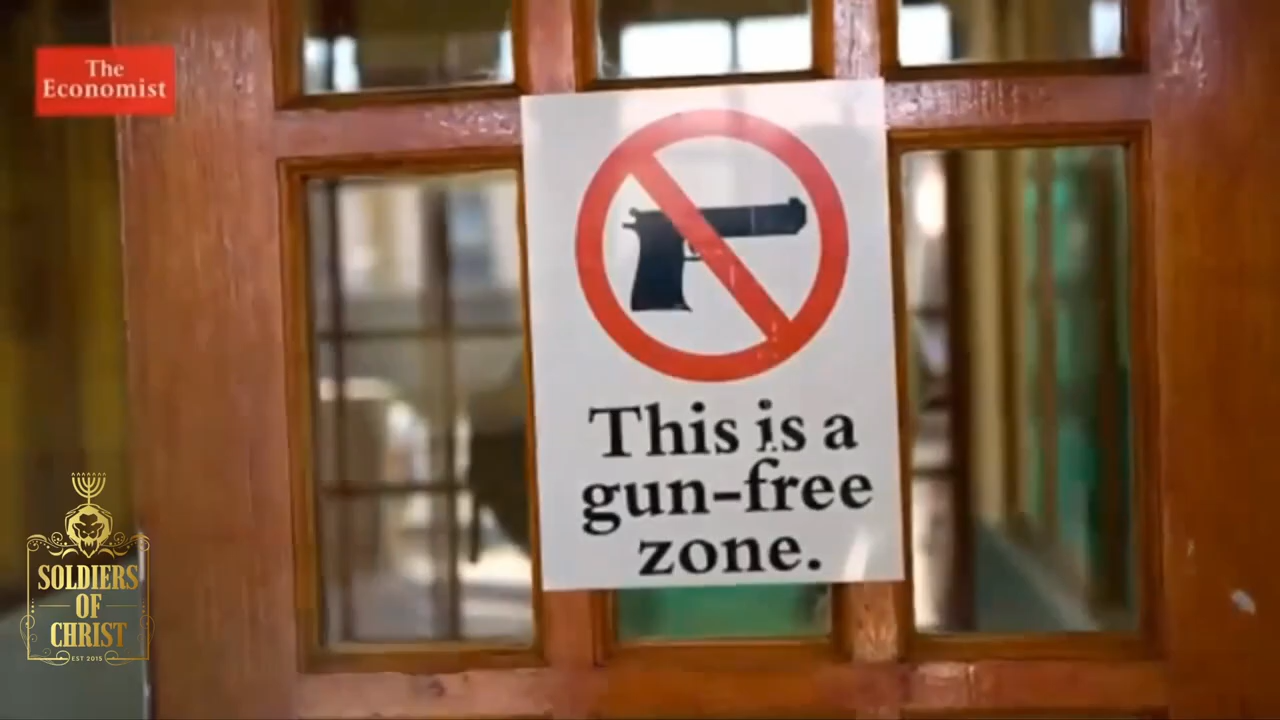 The
Economist
This is a
gun-free
zone.
SOLDIERS
OF
CHRIST
EST 2015